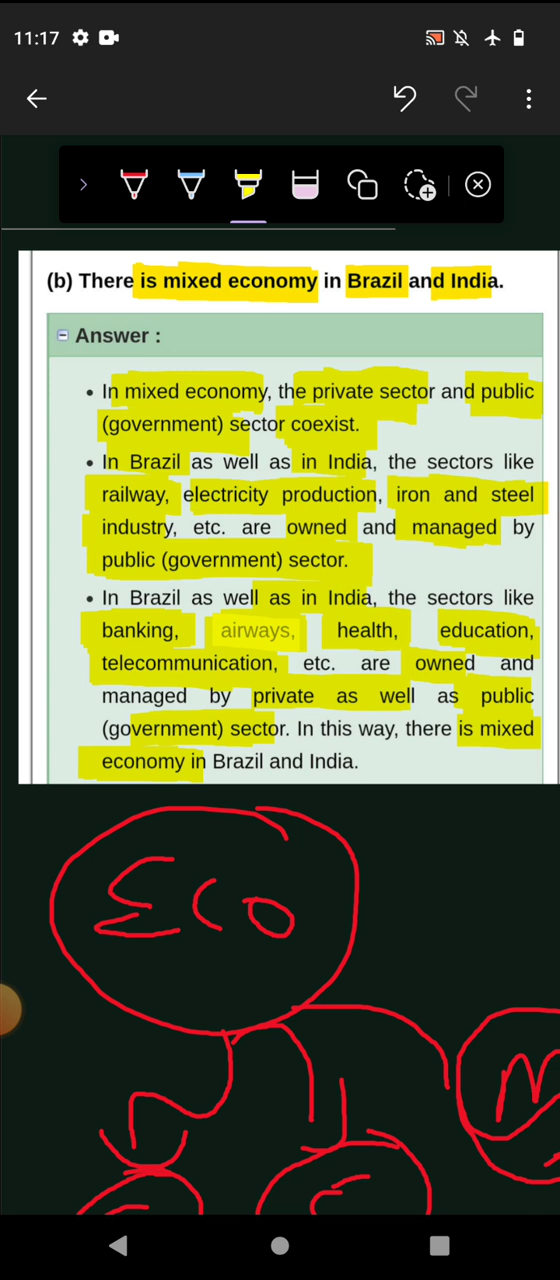 11:17
(b) There is mixed economy in Brazil and India.
Answer :
• In mixed economy, the private sector and public
(government) sector coexist.
• In Brazil as well as in India, the sectors like
railway, electricity production, iron and steel
industry, etc. are owned and managed by
public (government) sector.
• In Brazil as well as in India, the sectors like
banking, airways, health, education,
telecommunication, etc. are owned and
managed by private as well as public
(government) sector. In this way, there is mixed
economy in Brazil and India.
Eco
M